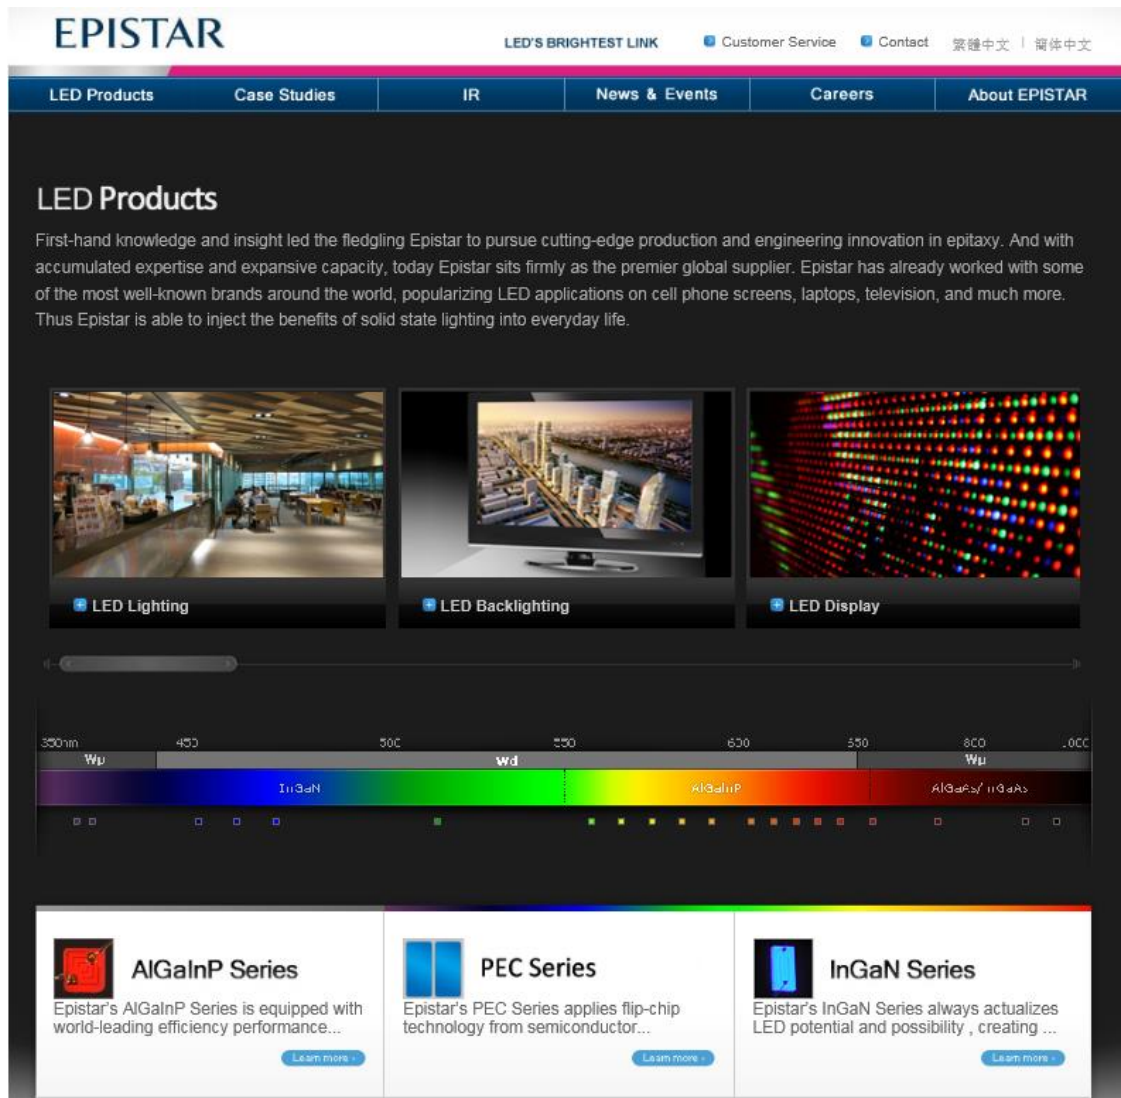 EPISTAR
LED'S BRIGHTEST LINK Customer Service Contact 繁體中文 | 简体中文
LED Products Case Studies IR News & Events Careers About EPISTAR
LED Products
First-hand knowledge and insight led the fledgling Epistar to pursue cutting-edge production and engineering innovation in epitaxy. And with
accumulated expertise and expansive capacity, today Epistar sits firmly as the premier global supplier. Epistar has already worked with some
of the most well-known brands around the world, popularizing LED applications on cell phone screens, laptops, television, and much more.
Thus Epistar is able to inject the benefits of solid state lighting into everyday life.
LED Lighting LED Backlighting LED Display
350nm 450 500 550 600 650 800 1000
Wp Wd Wp
InGaN AlGaInP AlGaAs/InGaAs
AlGaInP Series
Epistar's AlGaInP Series is equipped with
world-leading efficiency performance...
Learn more
PEC Series
Epistar's PEC Series applies flip-chip
technology from semiconductor...
Learn more
InGaN Series
Epistar's InGaN Series always actualizes
LED potential and possibility , creating ...
Learn more